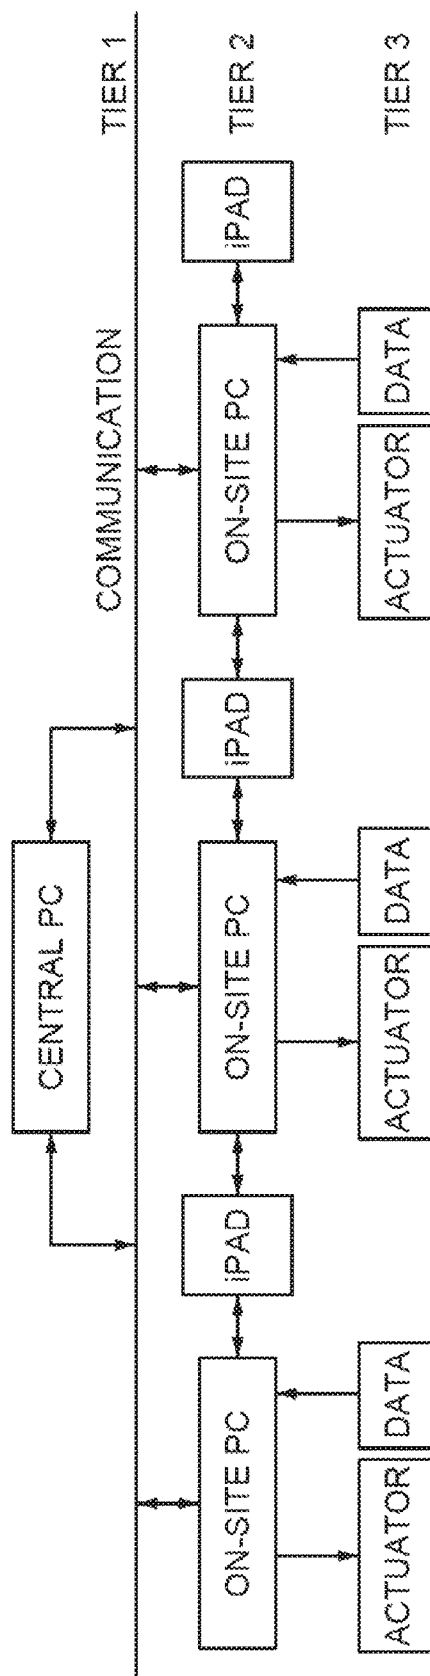 CENTRAL PC
COMMUNICATION
TIER 1
ON-SITE PC
iPAD
ON-SITE PC
iPAD
ON-SITE PC
iPAD
TIER 2
ACTUATOR
DATA
ACTUATOR
DATA
ACTUATOR
DATA
TIER 3